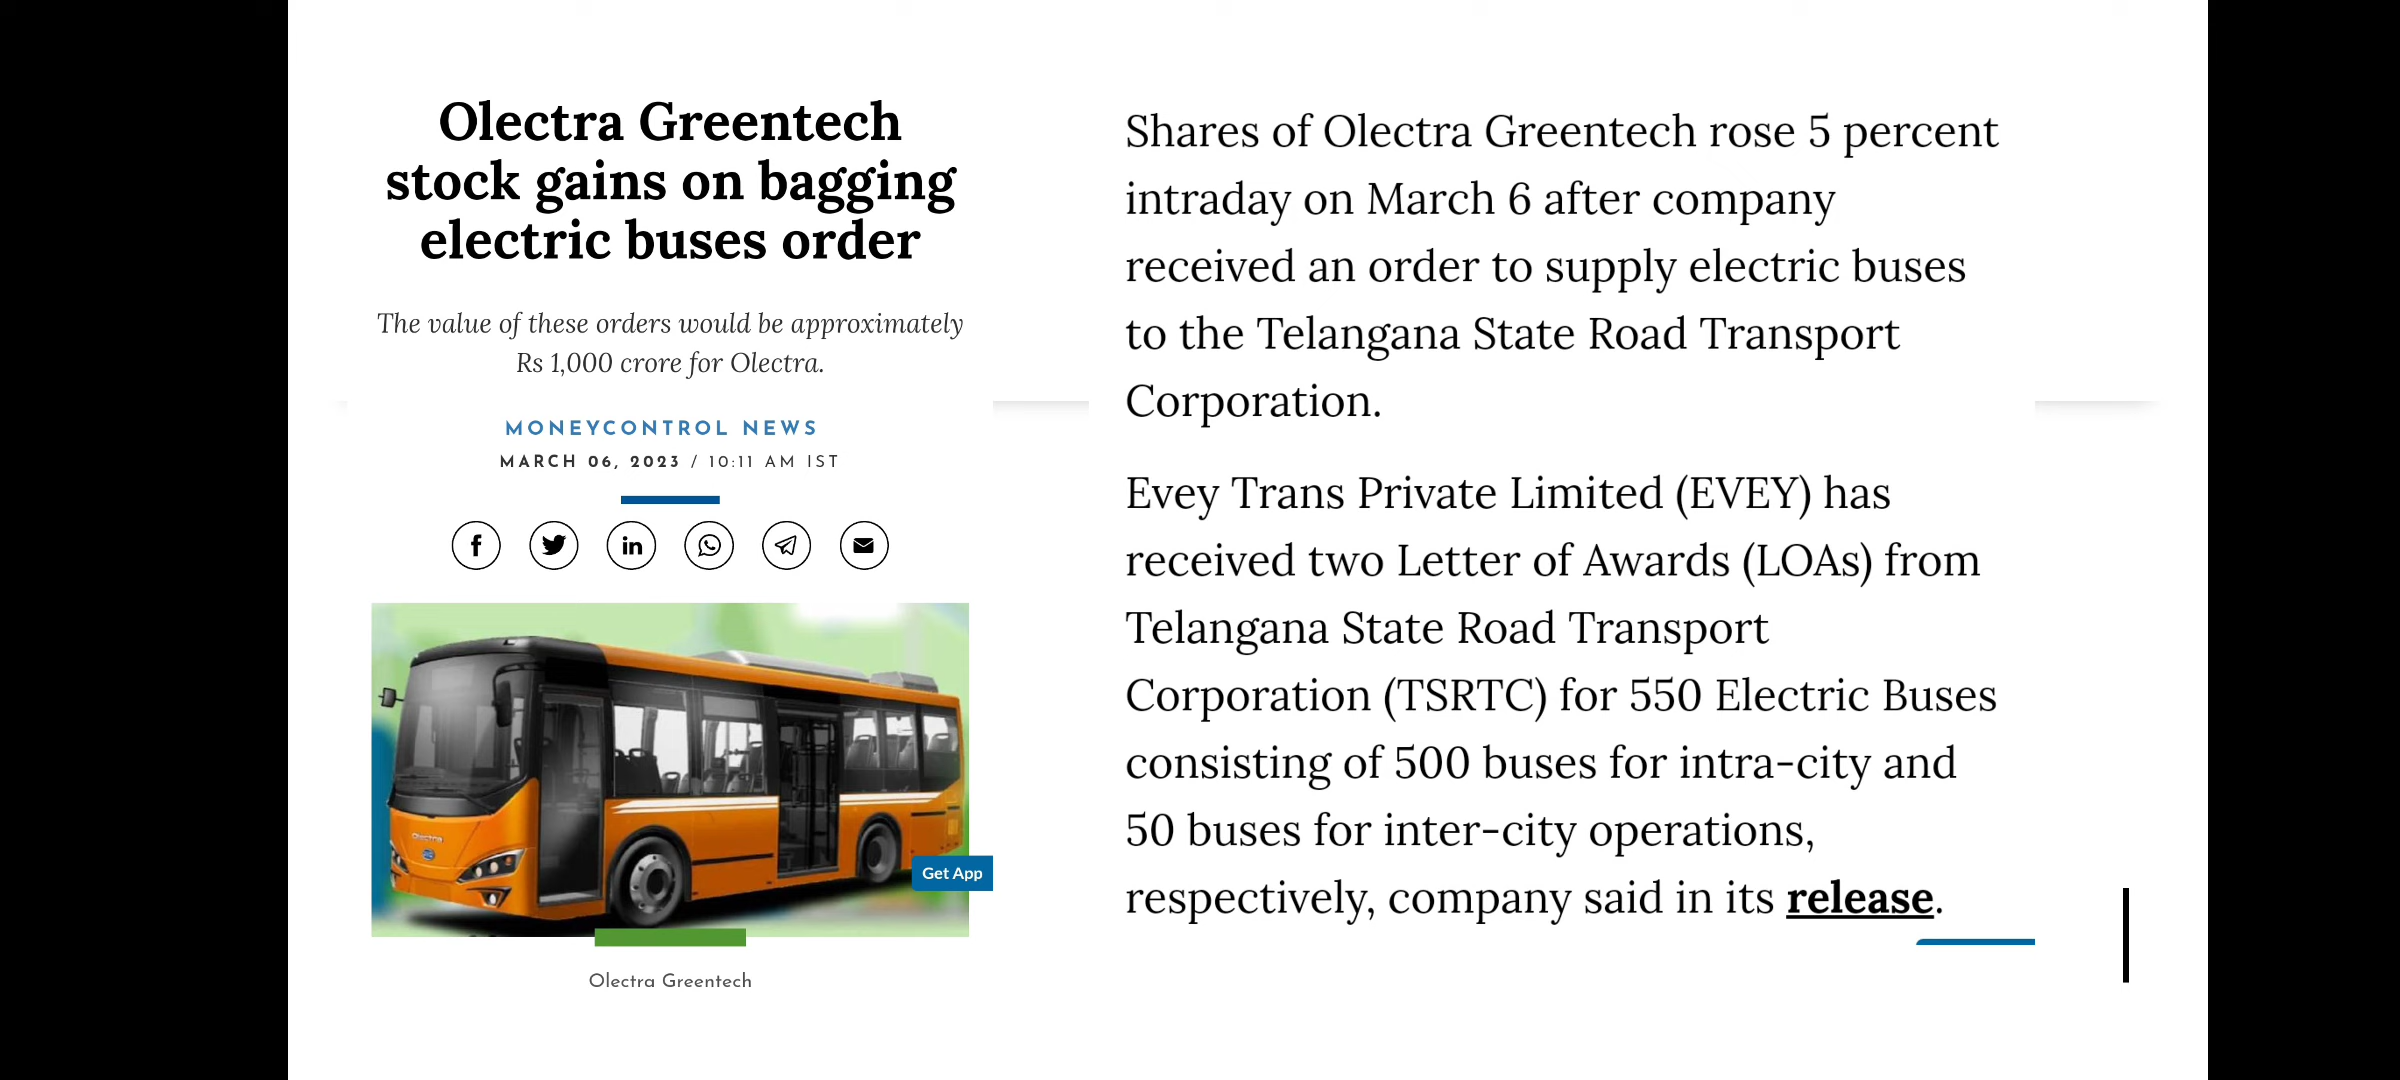 Olectra Greentech
stock gains on bagging
electric buses order
The value of these orders would be approximately
Rs 1,000 crore for Olectra.
MONEYCONTROL NEWS
MARCH 06, 2023 / 10:11 AM IST
Get App
Olectra Greentech
Shares of Olectra Greentech rose 5 percent
intraday on March 6 after company
received an order to supply electric buses
to the Telangana State Road Transport
Corporation.
Evey Trans Private Limited (EVEY) has
received two Letter of Awards (LOAs) from
Telangana State Road Transport
Corporation (TSRTC) for 550 Electric Buses
consisting of 500 buses for intra-city and
50 buses for inter-city operations,
respectively, company said in its release.